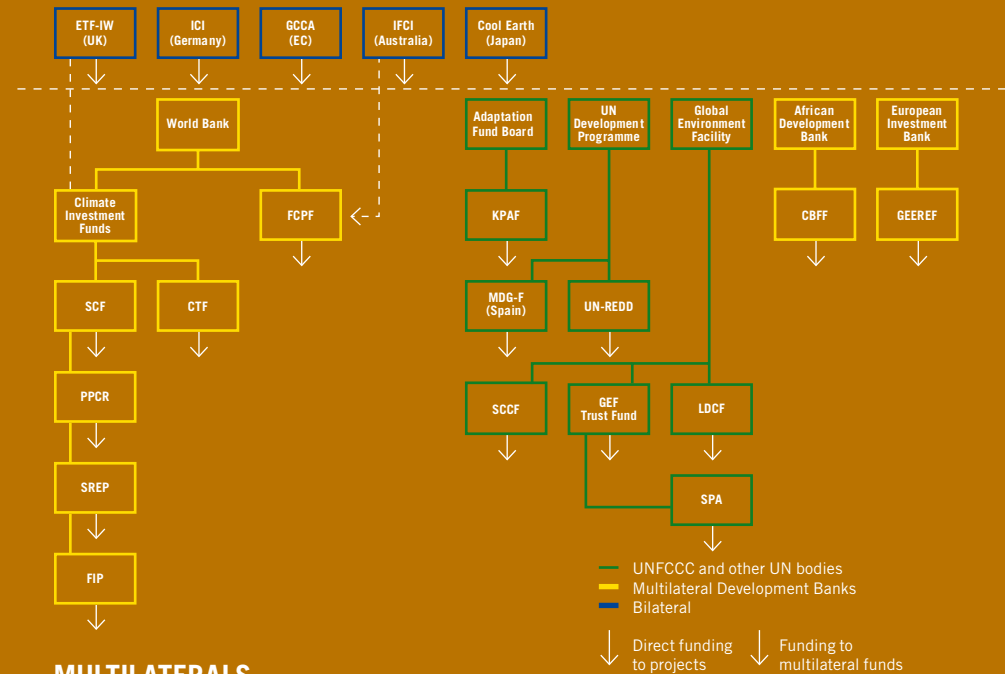 ETF-IW
(UK)
ICI
(Germany)
GCCA
(EC)
IFCI
(Australia)
Cool Earth
(Japan)
World Bank
Adaptation
Fund Board
UN
Development
Programme
Global
Environment
Facility
African
Development
Bank
European
Investment
Bank
Climate
Investment
Funds
FCPF
KPAF
CBFF
GEEREF
SCF
CTF
MDG-F
(Spain)
UN-REDD
PPCR
SCCF
GEF
Trust Fund
LDCF
SREP
SPA
FIP
UNFCCC and other UN bodies
Multilateral Development Banks
Bilateral
Direct funding
to projects
Funding to
multilateral funds
MULTILATERALS